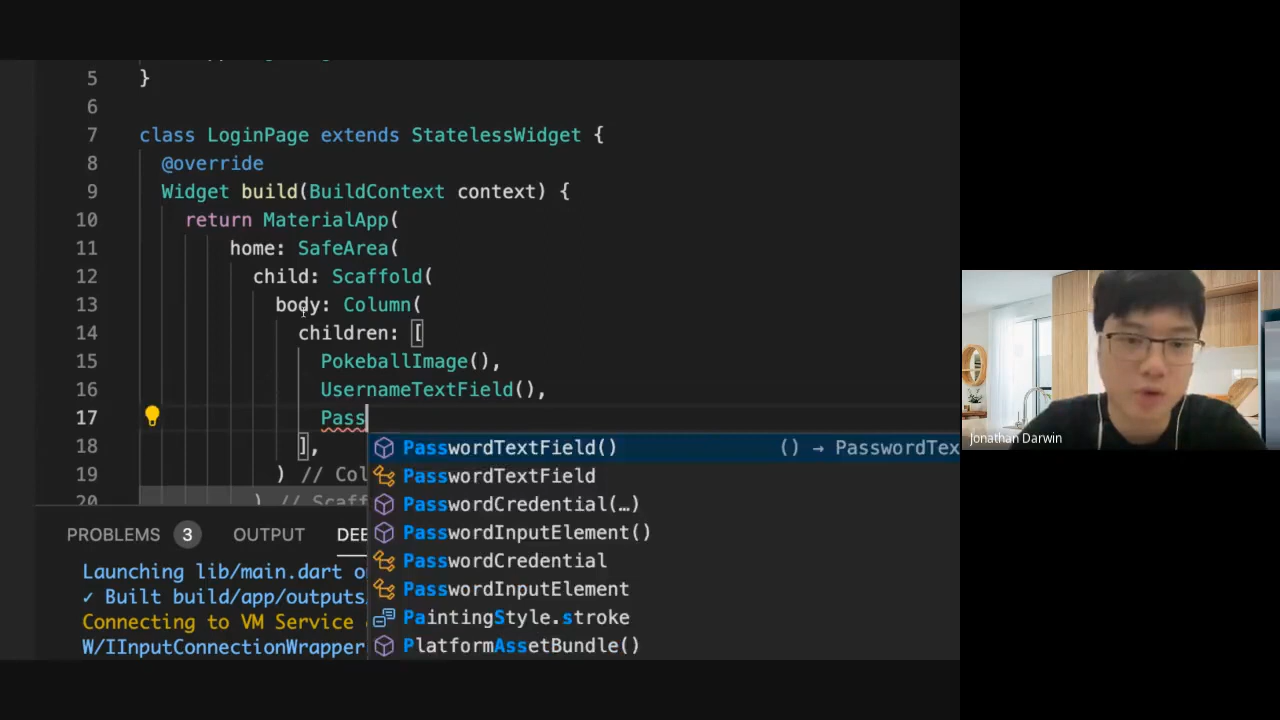 5 }
6
7 class LoginPage extends StatelessWidget {
8 @override
9 Widget build(BuildContext context) {
10 return MaterialApp(
11 home: SafeArea(
12 child: Scaffold(
13 body: Column(
14 children: [
15 PokeballImage(),
16 UsernameTextField(),
17 Pass
PasswordTextField() () → PasswordTex
18 ],
PasswordTextField
19 ) // Col
20 ) // Scaff
PasswordCredential(…)
PasswordInputElement()
PasswordCredential
PasswordInputElement
PaintingStyle.stroke
PlatformAssetBundle()
PROBLEMS 3 OUTPUT DEB
Launching lib/main.dart o
✓ Built build/app/outputs
Connecting to VM Service
W/IInputConnectionWrapper
Jonathan Darwin